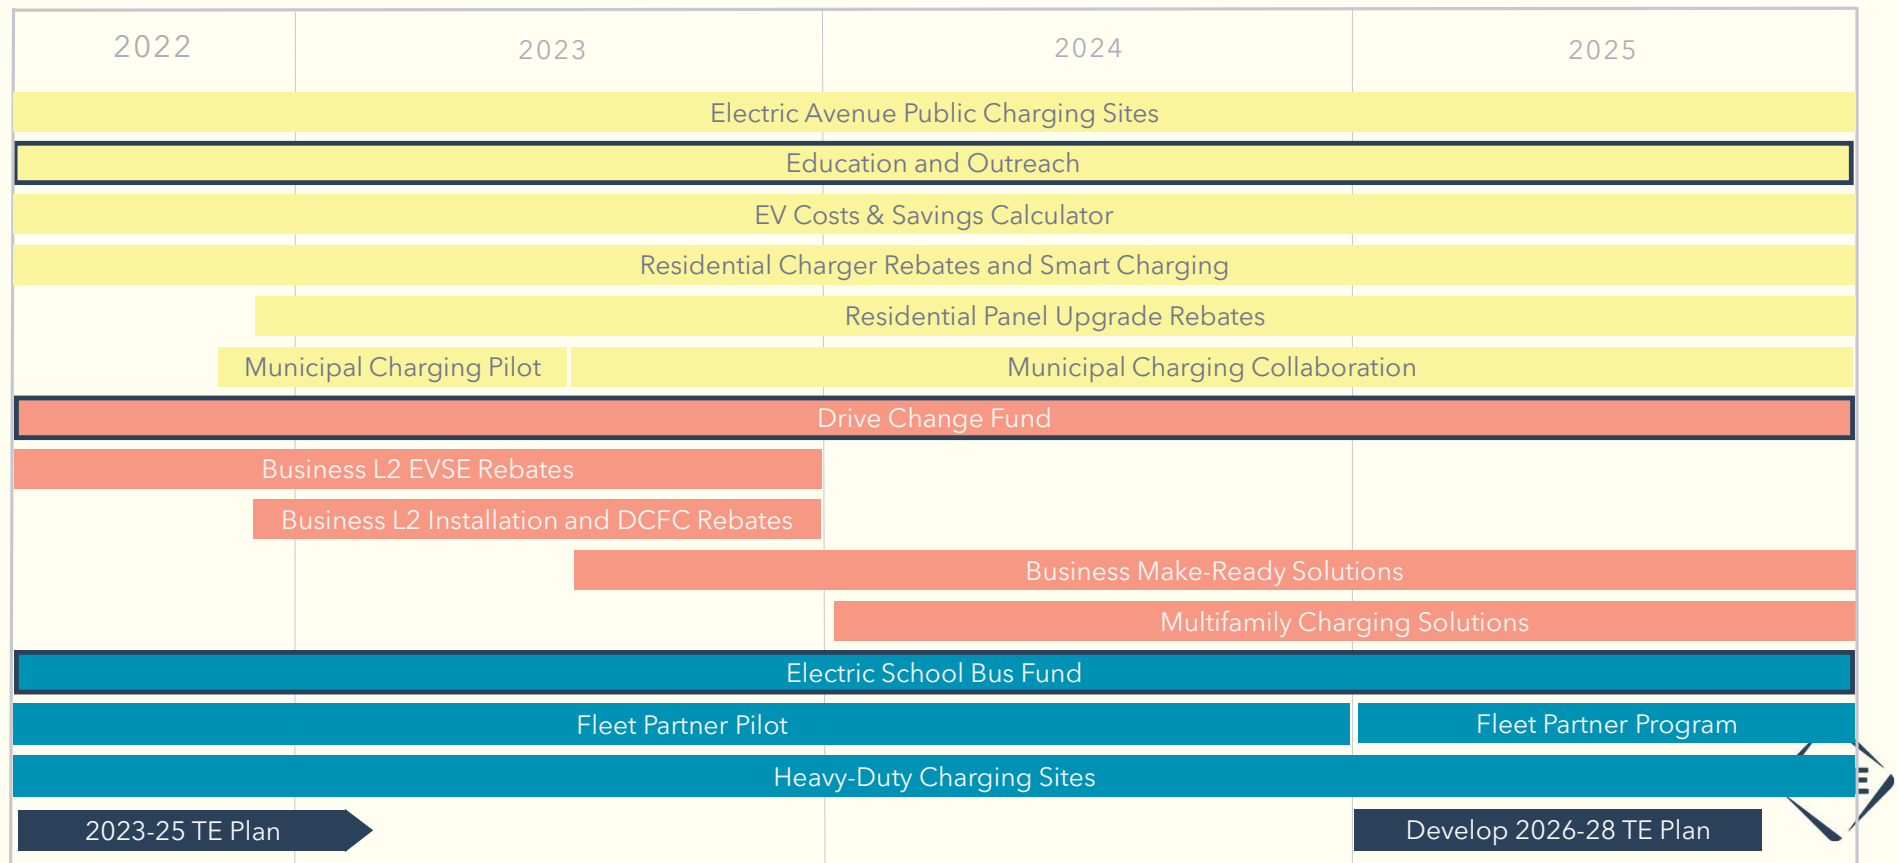 2022
2023
2024
2025
Electric Avenue Public Charging Sites
Education and Outreach
EV Costs & Savings Calculator
Residential Charger Rebates and Smart Charging
Residential Panel Upgrade Rebates
Municipal Charging Pilot
Municipal Charging Collaboration
Drive Change Fund
Business L2 EVSE Rebates
Business L2 Installation and DCFC Rebates
Business Make-Ready Solutions
Multifamily Charging Solutions
Electric School Bus Fund
Fleet Partner Pilot
Fleet Partner Program
Heavy-Duty Charging Sites
2023-25 TE Plan
Develop 2026-28 TE Plan